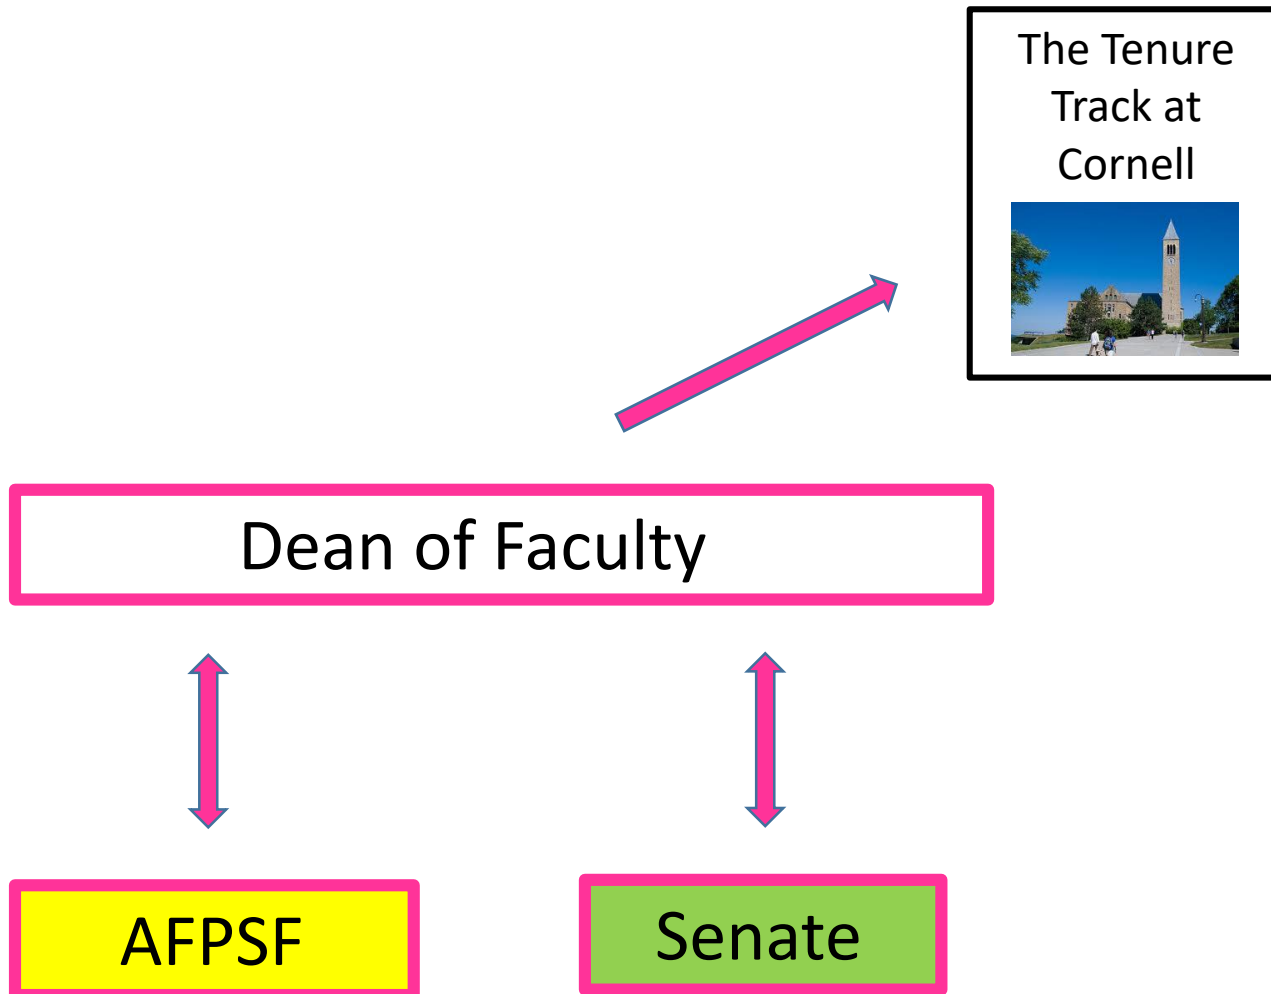 The Tenure
Track at
Cornell
Dean of Faculty
AFPSF
Senate